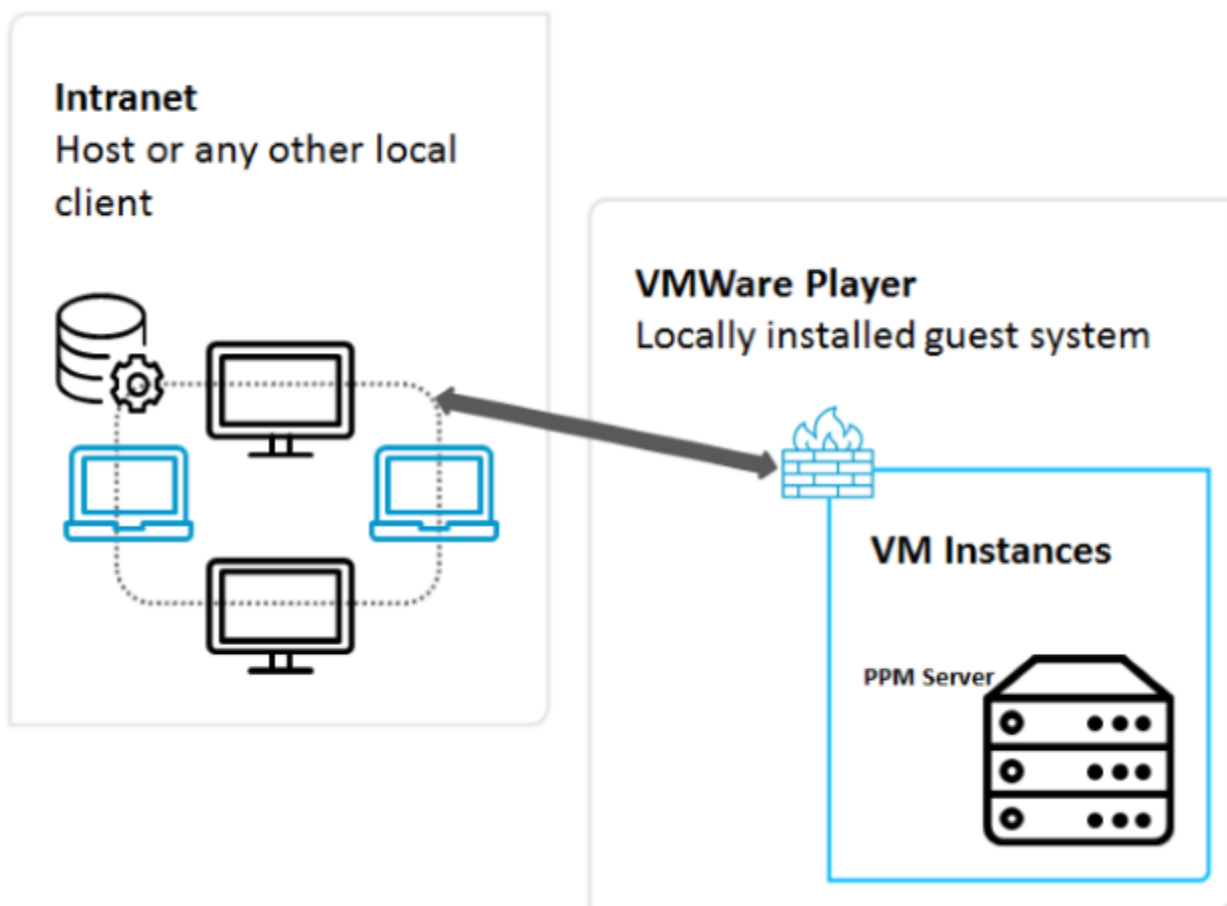 Intranet
Host or any other local
client
VMWare Player
Locally installed guest system
VM Instances
PPM Server